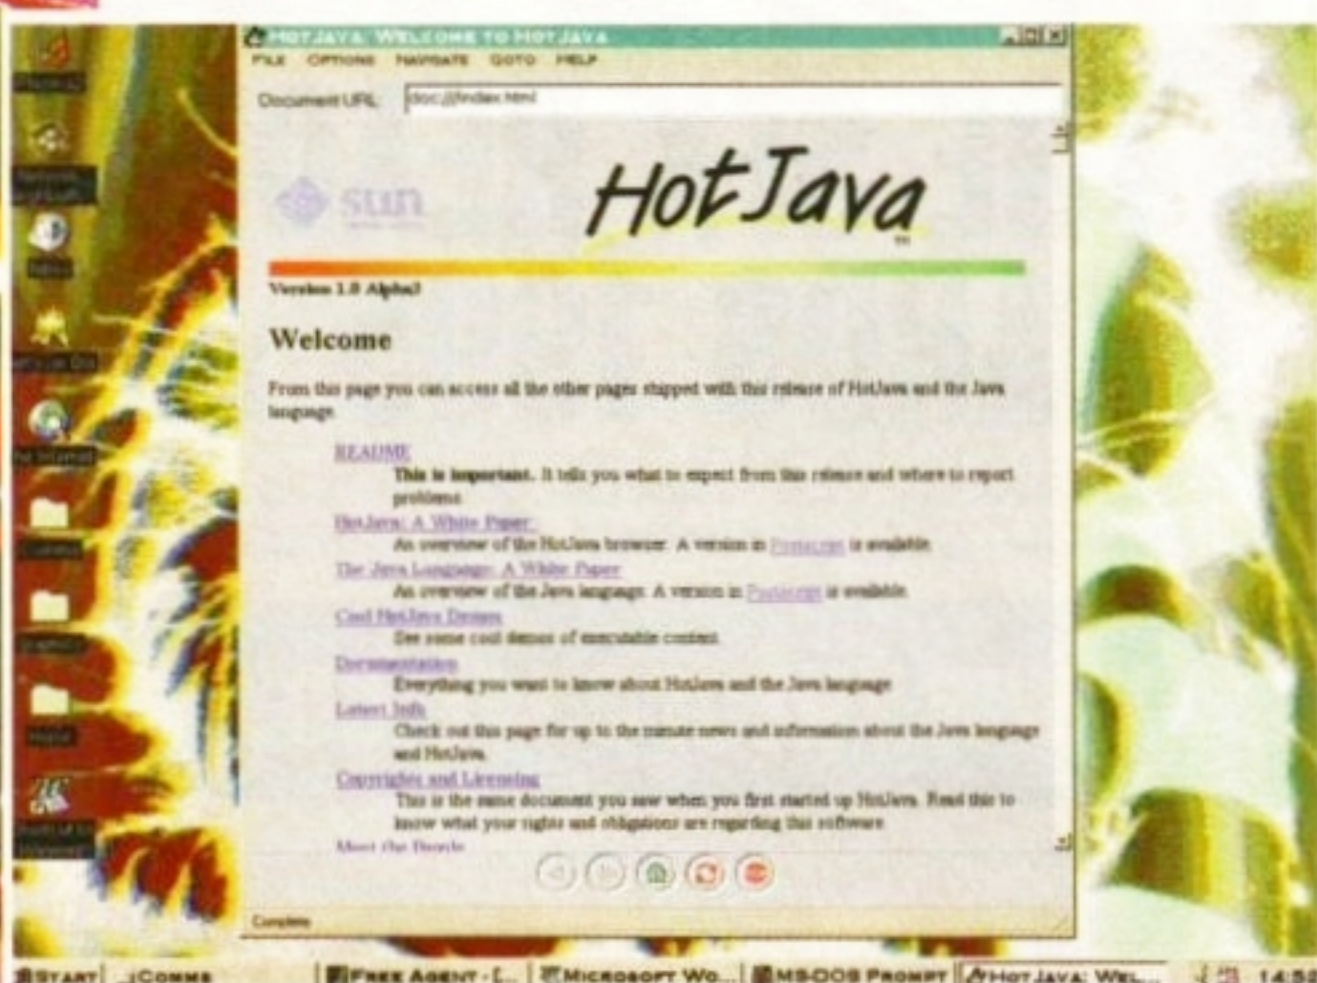 HotJava: Welcome to HotJava
File Options Navigate Goto Help
Document URL: doc:///index.html
sun
HotJava
TM
Version 1.0 Alpha3
Welcome
From this page you can access all the other pages shipped with this release of HotJava and the Java
language.
README
This is important. It tells you what to expect from this release and where to report
problems.
HotJava: A White Paper
An overview of the HotJava browser. A version in Postscript is available.
The Java Language: A White Paper
An overview of the Java language. A version in Postscript is available.
Cool HotJava Demos
See some cool demos of executable content.
Documentation
Everything you want to know about HotJava and the Java language
Latest Info
Check out this page for up to the minute news and information about the Java language
and HotJava.
Copyrights and Licensing
This is the same document you saw when you first started up HotJava. Read this to
know what your rights and obligations are regarding this software.
Meet the People
Complete
Start Comms Free Agent - [... Microsoft Wo... MS-DOS Prompt HotJava: Wel... 14:52